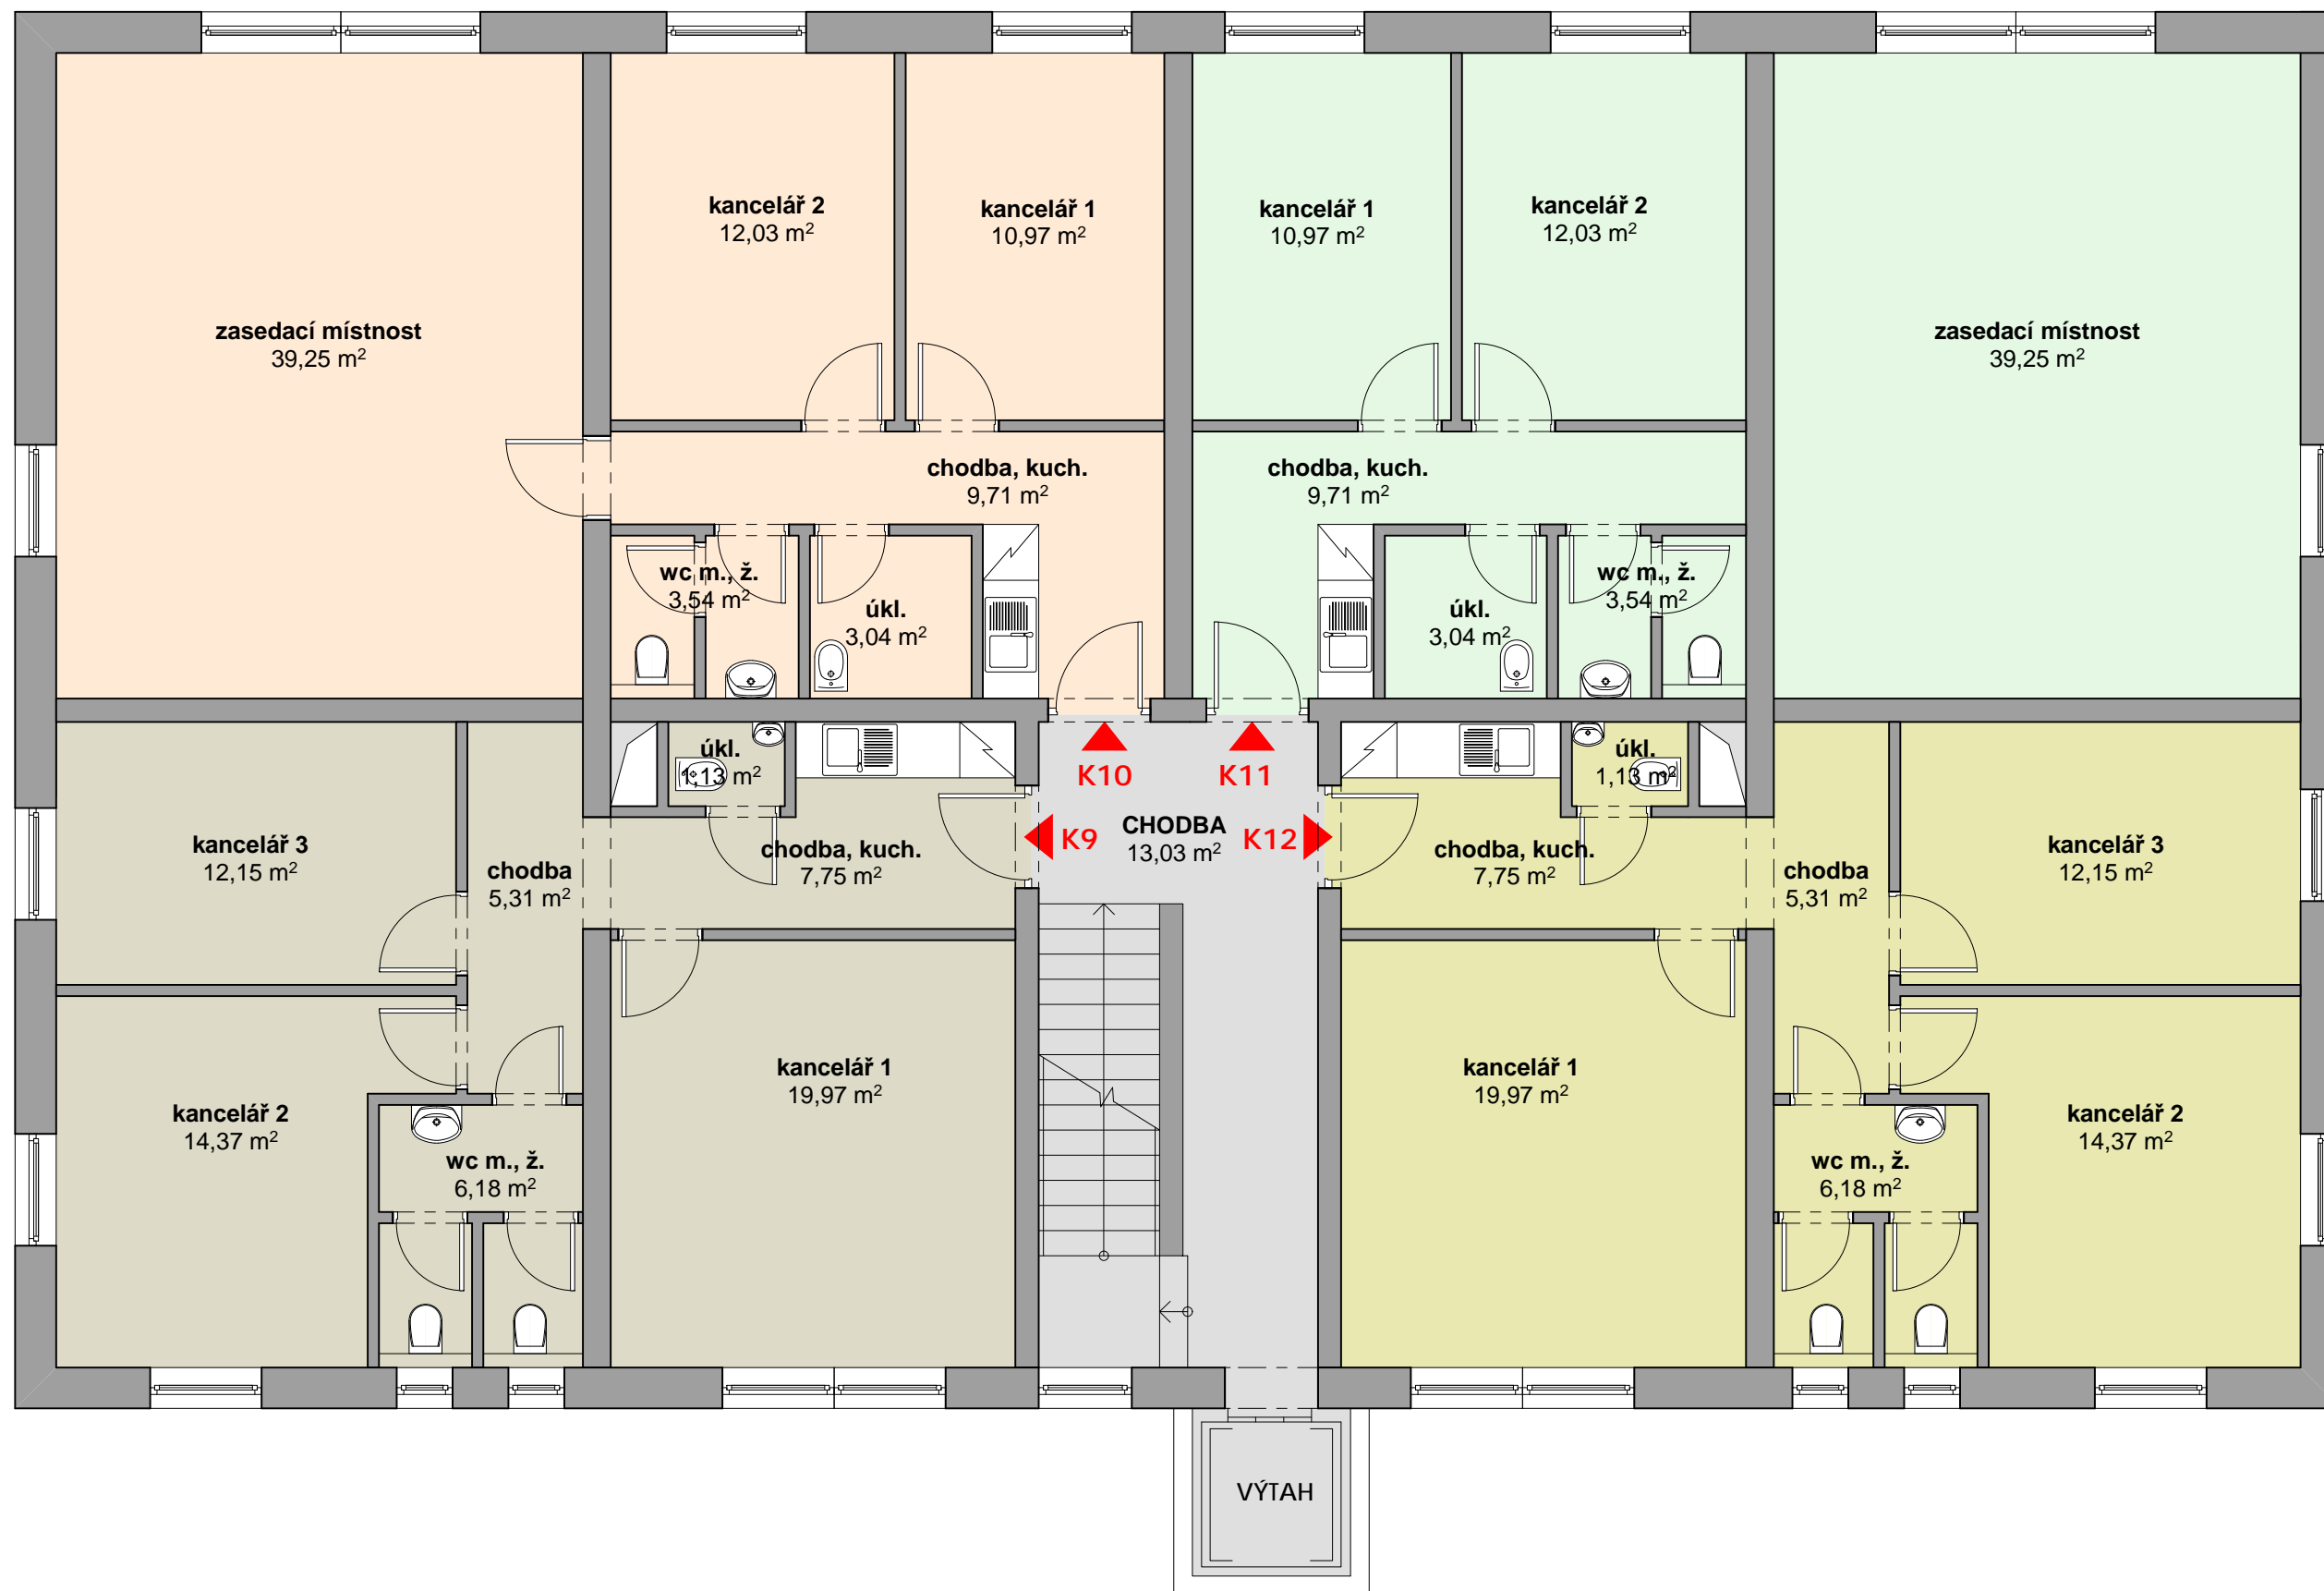 kancelář 2
12,03 m²
kancelář 1
10,97 m²
kancelář 1
10,97 m²
kancelář 2
12,03 m²
zasedací místnost
39,25 m²
zasedací místnost
39,25 m²
chodba, kuch.
9,71 m²
chodba, kuch.
9,71 m²
wc m., ž.
3,54 m²
úkl.
3,04 m²
úkl.
3,04 m²
wc m., ž.
3,54 m²
úkl.
1,13 m²
K10
K11
úkl.
1,13 m²
kancelář 3
12,15 m²
chodba
5,31 m²
chodba, kuch.
7,75 m²
K9
CHODBA
13,03 m²
K12
chodba, kuch.
7,75 m²
chodba
5,31 m²
kancelář 3
12,15 m²
kancelář 2
14,37 m²
wc m., ž.
6,18 m²
kancelář 1
19,97 m²
kancelář 1
19,97 m²
wc m., ž.
6,18 m²
kancelář 2
14,37 m²
VÝTAH